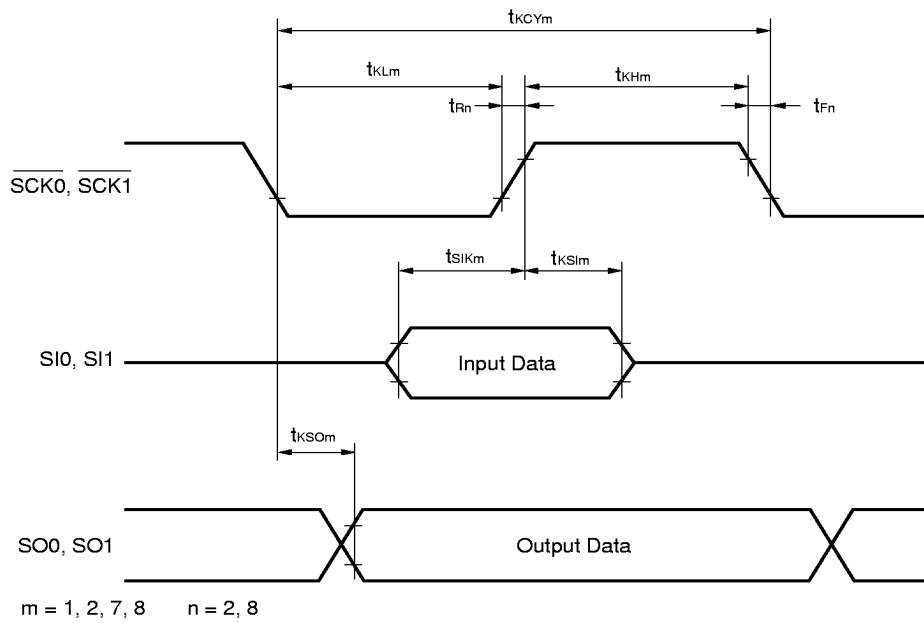 tKCYm
tKLm
tKHm
tRn
tFn
SCK0, SCK1
tSIKm
tKSIm
SI0, SI1
Input Data
tKSOm
SO0, SO1
Output Data
m = 1, 2, 7, 8 n = 2, 8